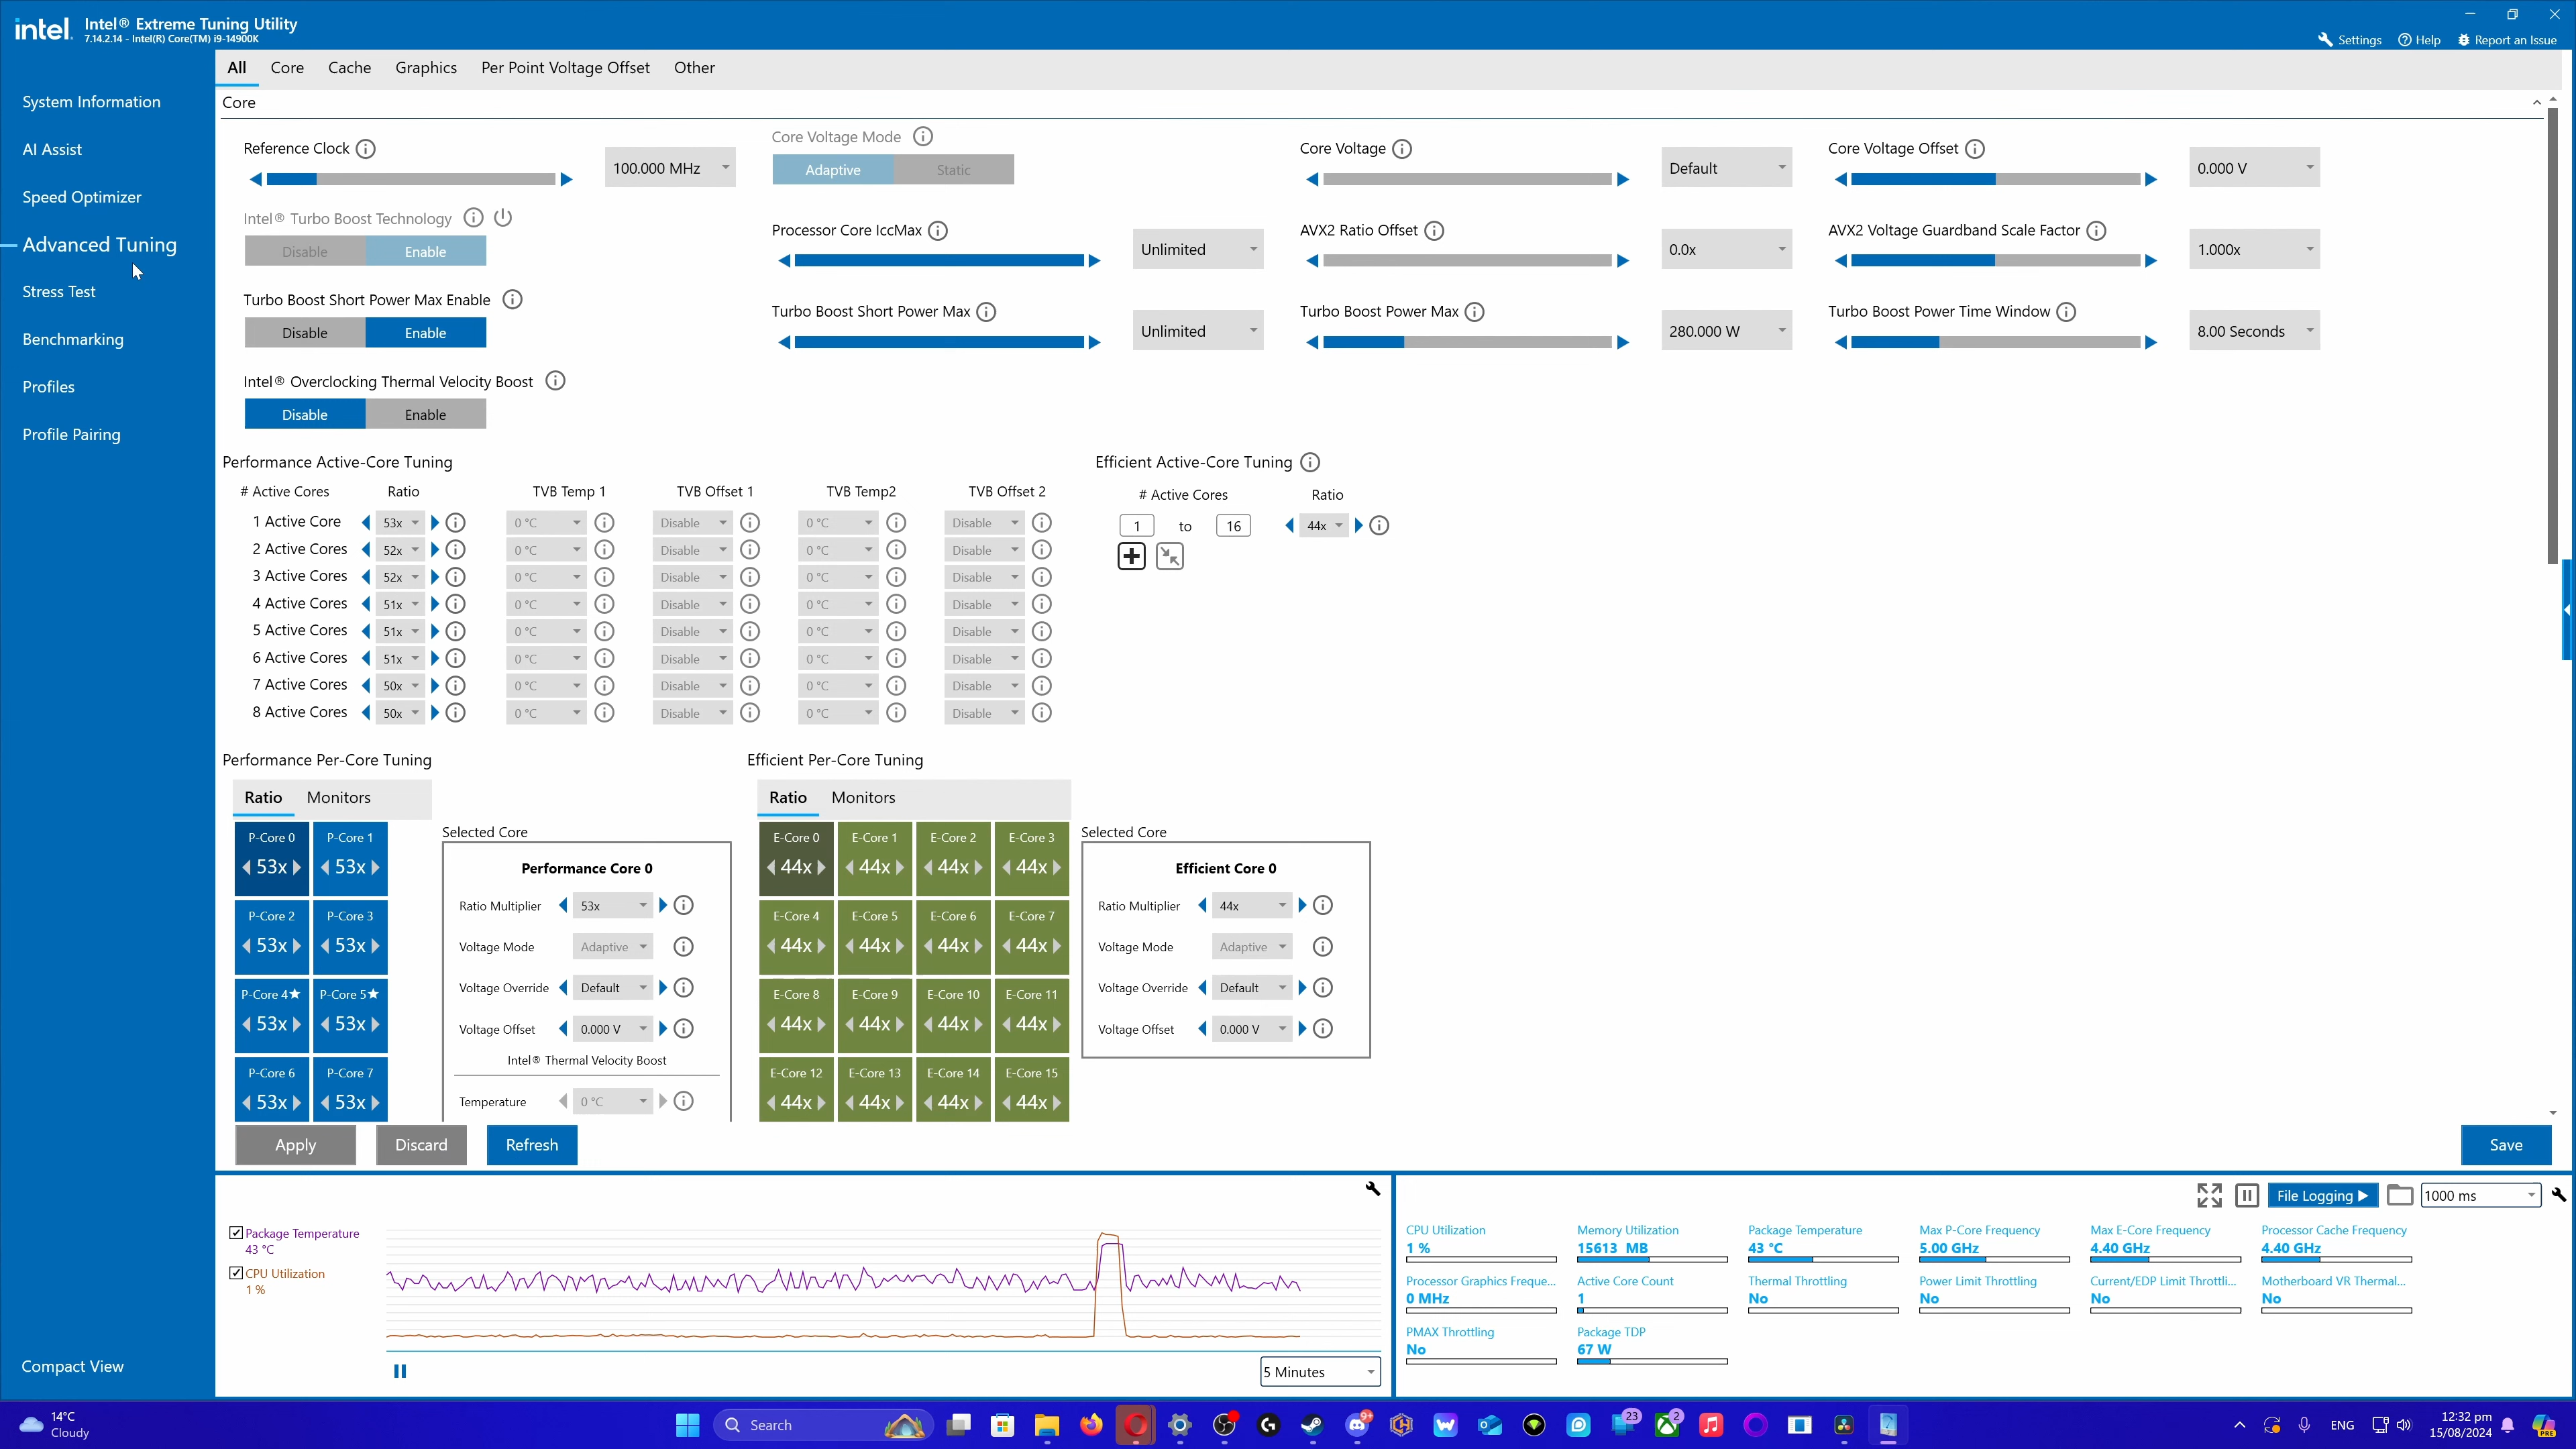 intel.
Intel® Extreme Tuning Utility
7.14.2.14 - Intel(R) Core(TM) i9-14900K
Settings Help Report an Issue
System Information
AI Assist
Speed Optimizer
Advanced Tuning
Stress Test
Benchmarking
Profiles
Profile Pairing
Compact View
All Core Cache Graphics Per Point Voltage Offset Other
Core
Reference Clock 100.000 MHz
Core Voltage Mode
Adaptive Static
Core Voltage Default
Core Voltage Offset 0.000 V
Intel® Turbo Boost Technology
Disable Enable
Processor Core IccMax Unlimited
AVX2 Ratio Offset 0.0x
AVX2 Voltage Guardband Scale Factor 1.000x
Turbo Boost Short Power Max Enable
Disable Enable
Turbo Boost Short Power Max Unlimited
Turbo Boost Power Max 280.000 W
Turbo Boost Power Time Window 8.00 Seconds
Intel® Overclocking Thermal Velocity Boost
Disable Enable
Performance Active-Core Tuning
# Active Cores Ratio TVB Temp 1 TVB Offset 1 TVB Temp2 TVB Offset 2
1 Active Core 53x 0 °C Disable 0 °C Disable
2 Active Cores 52x 0 °C Disable 0 °C Disable
3 Active Cores 52x 0 °C Disable 0 °C Disable
4 Active Cores 51x 0 °C Disable 0 °C Disable
5 Active Cores 51x 0 °C Disable 0 °C Disable
6 Active Cores 51x 0 °C Disable 0 °C Disable
7 Active Cores 50x 0 °C Disable 0 °C Disable
8 Active Cores 50x 0 °C Disable 0 °C Disable
Efficient Active-Core Tuning
# Active Cores Ratio
1 to 16 44x
Performance Per-Core Tuning
Ratio Monitors
P-Core 0 P-Core 1
53x 53x
P-Core 2 P-Core 3
53x 53x
P-Core 4★ P-Core 5★
53x 53x
P-Core 6 P-Core 7
53x 53x
Selected Core
Performance Core 0
Ratio Multiplier 53x
Voltage Mode Adaptive
Voltage Override Default
Voltage Offset 0.000 V
Intel® Thermal Velocity Boost
Temperature 0 °C
Efficient Per-Core Tuning
Ratio Monitors
E-Core 0 E-Core 1 E-Core 2 E-Core 3
44x 44x 44x 44x
E-Core 4 E-Core 5 E-Core 6 E-Core 7
44x 44x 44x 44x
E-Core 8 E-Core 9 E-Core 10 E-Core 11
44x 44x 44x 44x
E-Core 12 E-Core 13 E-Core 14 E-Core 15
44x 44x 44x 44x
Selected Core
Efficient Core 0
Ratio Multiplier 44x
Voltage Mode Adaptive
Voltage Override Default
Voltage Offset 0.000 V
Apply Discard Refresh Save
Package Temperature
43 °C
CPU Utilization
1 %
5 Minutes
File Logging 1000 ms
CPU Utilization Memory Utilization Package Temperature Max P-Core Frequency Max E-Core Frequency Processor Cache Frequency
1 % 15613 MB 43 °C 5.00 GHz 4.40 GHz 4.40 GHz
Processor Graphics Freque... Active Core Count Thermal Throttling Power Limit Throttling Current/EDP Limit Throttli... Motherboard VR Thermal...
0 MHz 1 No No No No
PMAX Throttling Package TDP
No 67 W
14°C
Cloudy
Search
9+
23
2
ENG
12:32 pm
15/08/2024
PRE